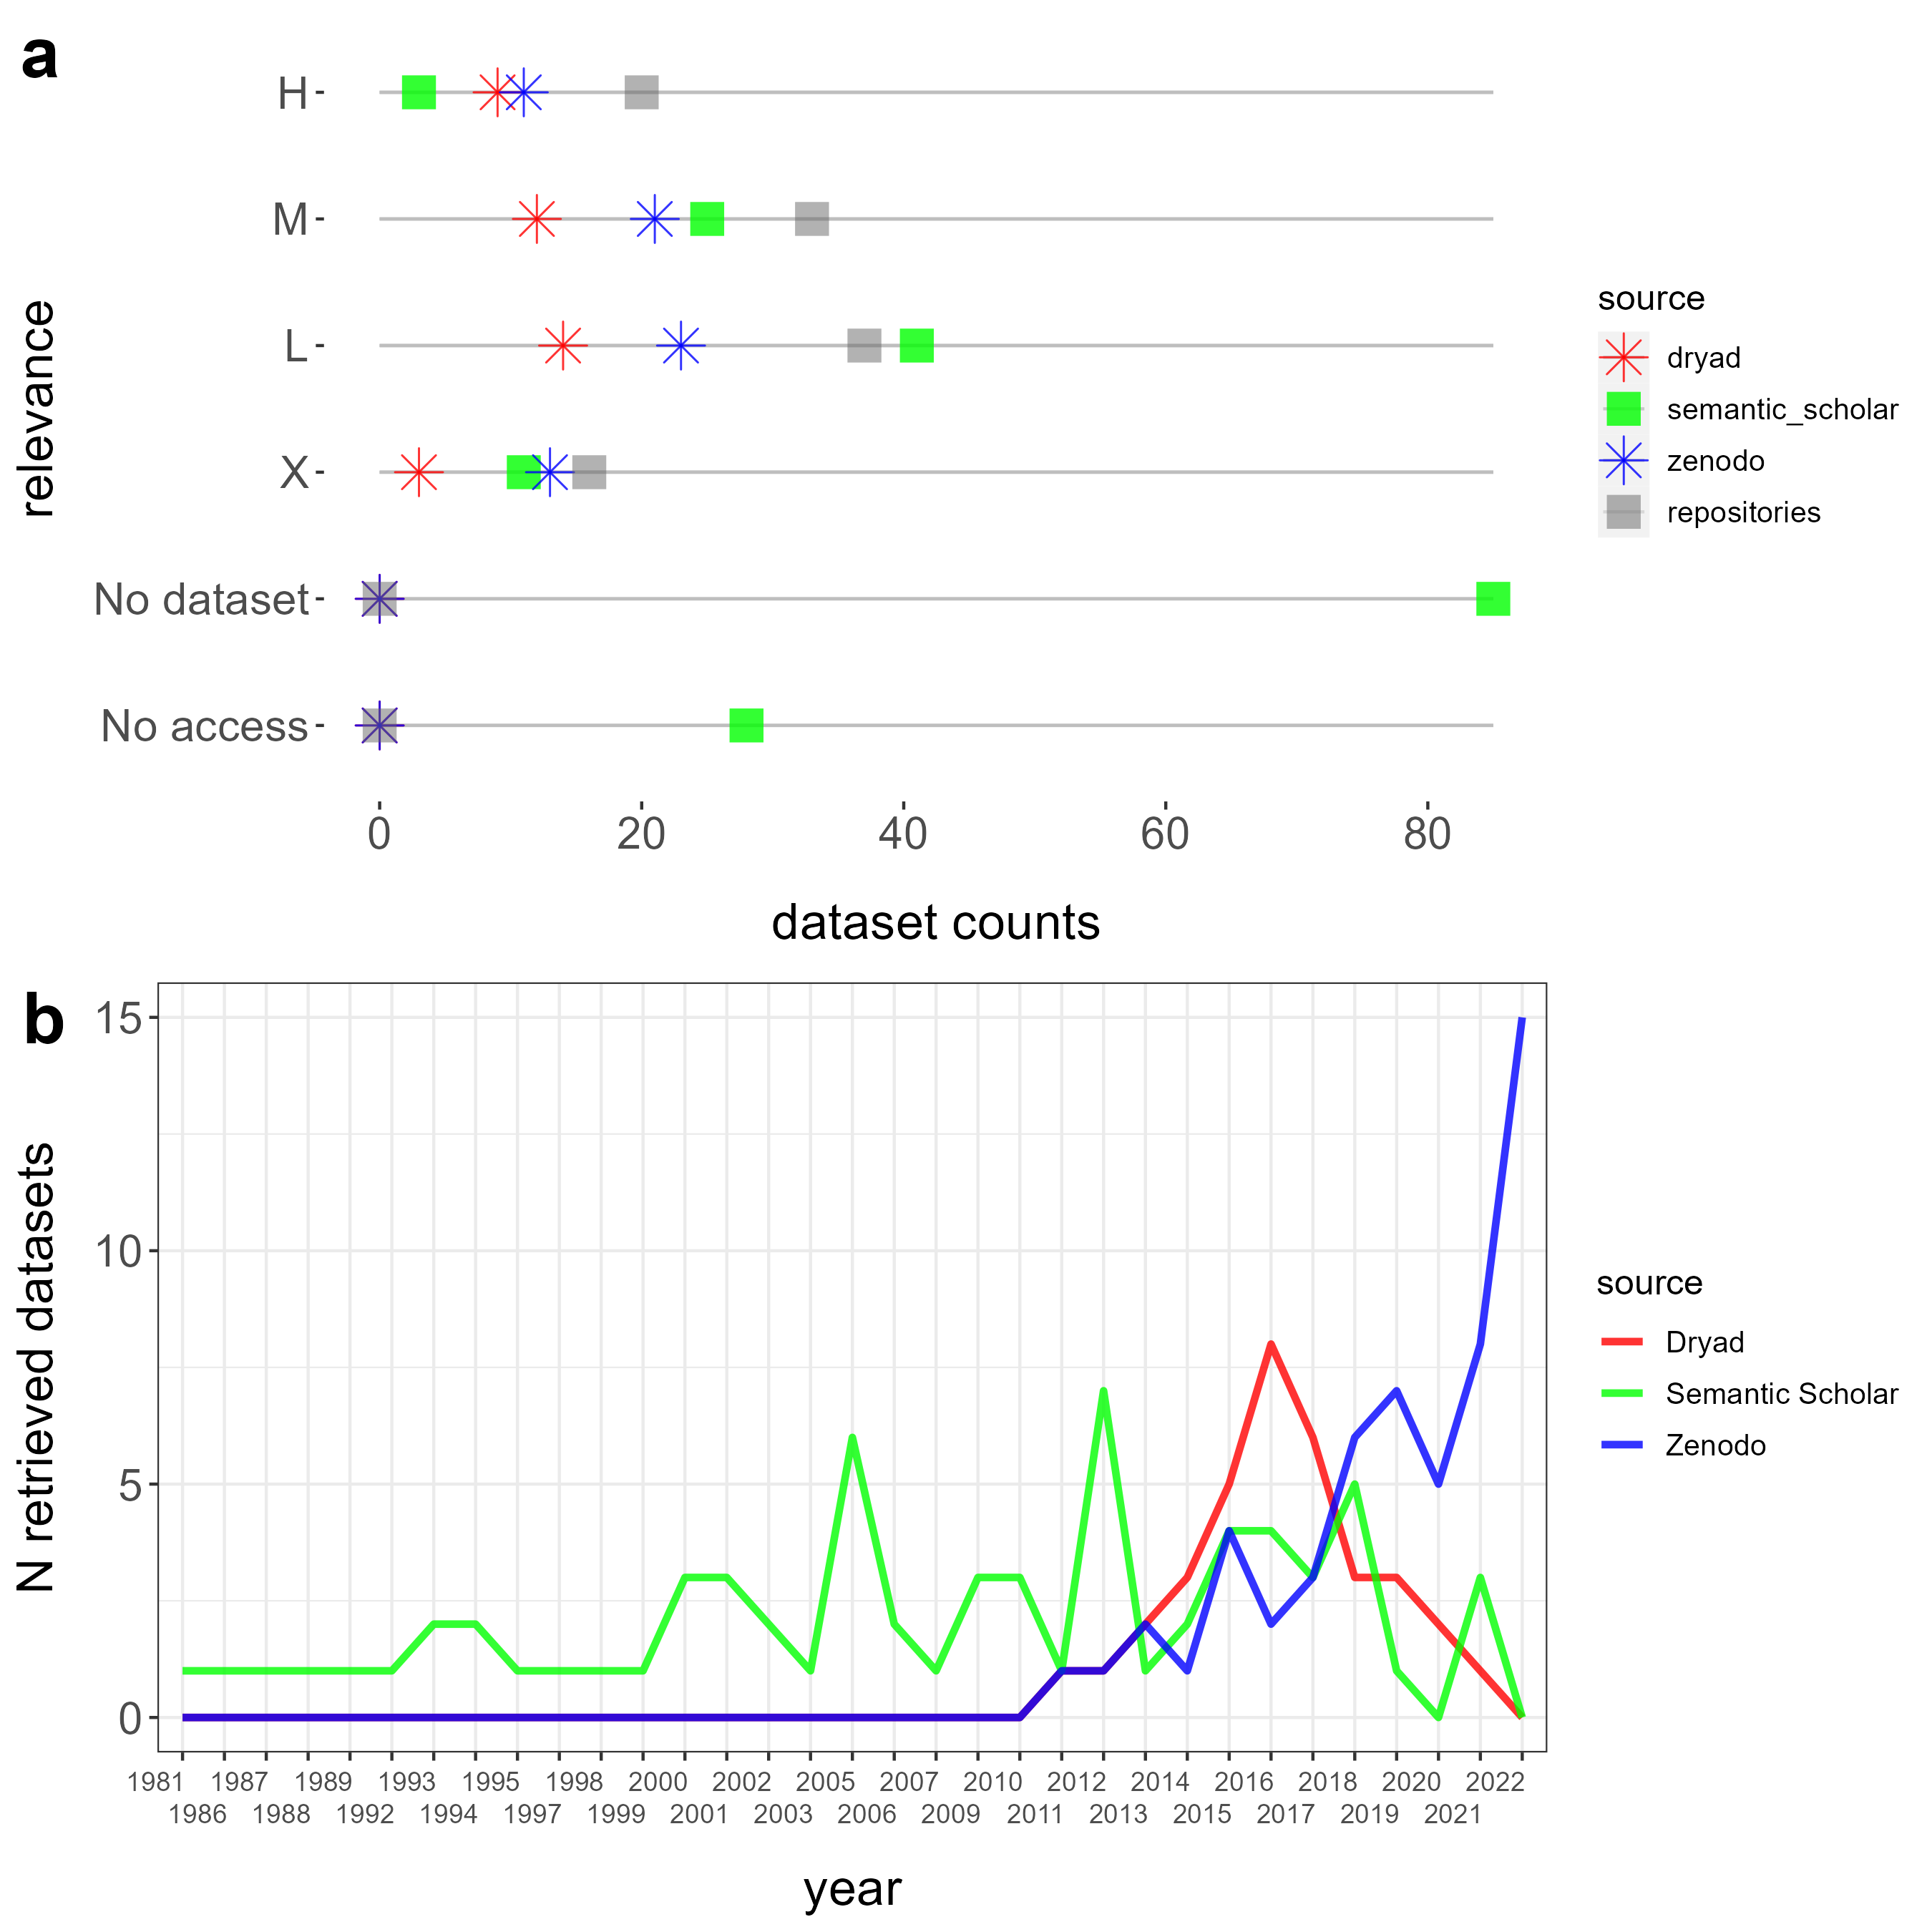 a
relevance
H
M
L
X
No dataset
No access
0 20 40 60 80
dataset counts
source
dryad
semantic_scholar
zenodo
repositories
b
N retrieved datasets
15
10
5
0
1981 1987 1989 1993 1995 1998 2000 2002 2005 2007 2010 2012 2014 2016 2018 2020 2022
1986 1988 1992 1994 1997 1999 2001 2003 2006 2009 2011 2013 2015 2017 2019 2021
year
source
Dryad
Semantic Scholar
Zenodo